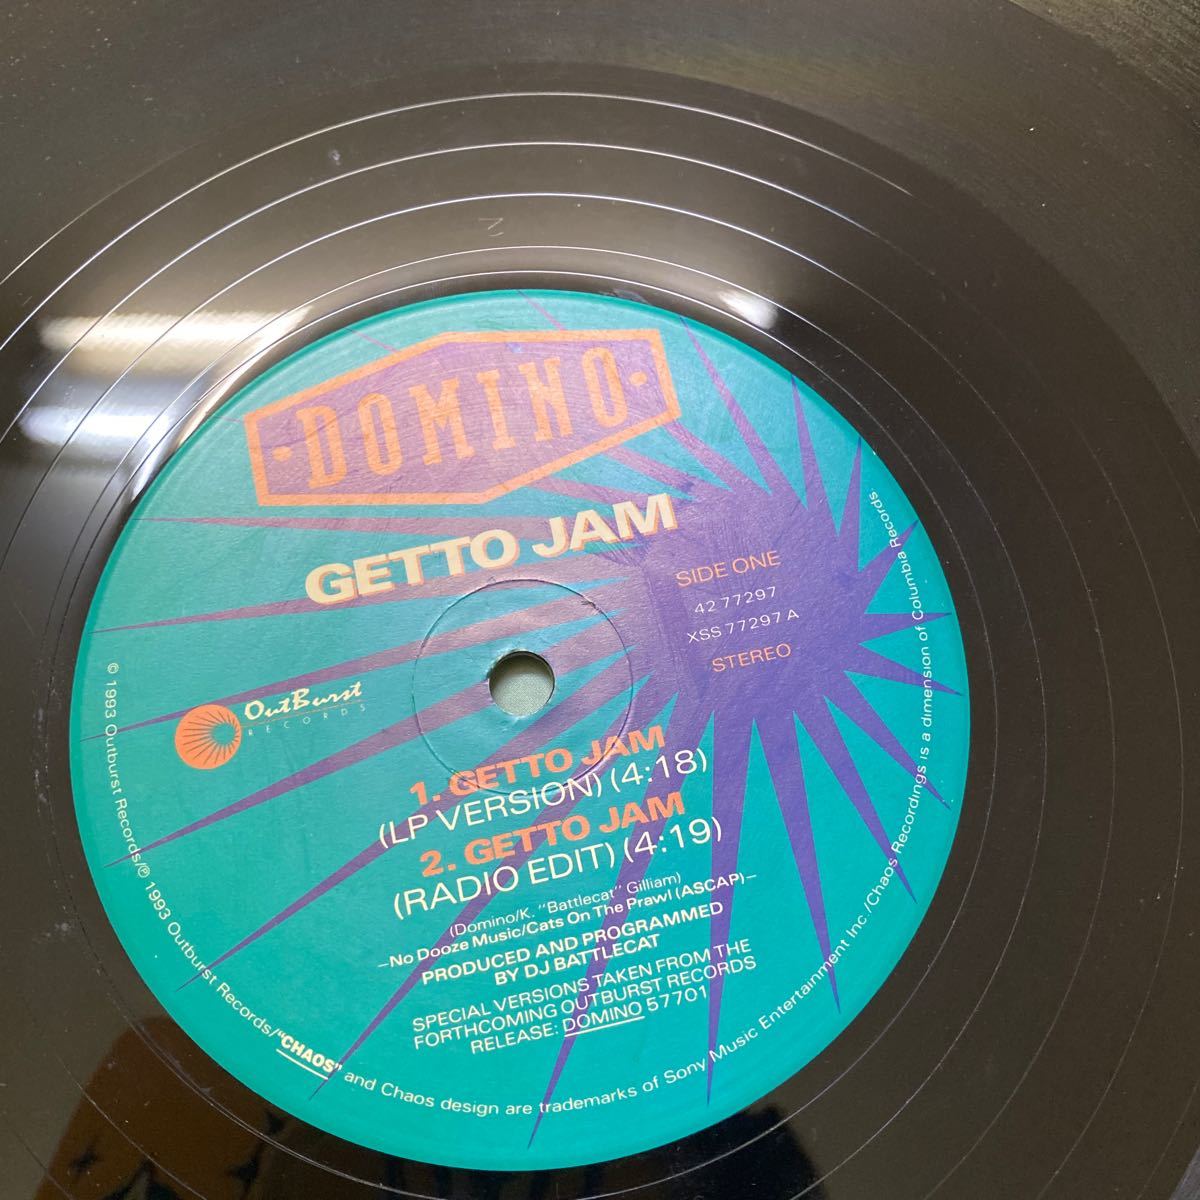 ·DOMINO·
GETTO JAM
SIDE ONE
42 77297
XSS 77297 A
STEREO
OutBurst
RECORDS
1. GETTO JAM
(LP VERSION) (4:18)
2. GETTO JAM
(RADIO EDIT) (4:19)
(Domino/K. "Battlecat" Gilliam)
–No Dooze Music/Cats On The Prawl (ASCAP)–
PRODUCED AND PROGRAMMED
BY DJ BATTLECAT
SPECIAL VERSIONS TAKEN FROM THE
FORTHCOMING OUTBURST RECORDS
RELEASE: DOMINO 57701
© 1993 Outburst Records/℗ 1993 Outburst Records/"CHAOS" and Chaos design are trademarks of Sony Music Entertainment Inc./Chaos Recordings is a dimension of Columbia Records.